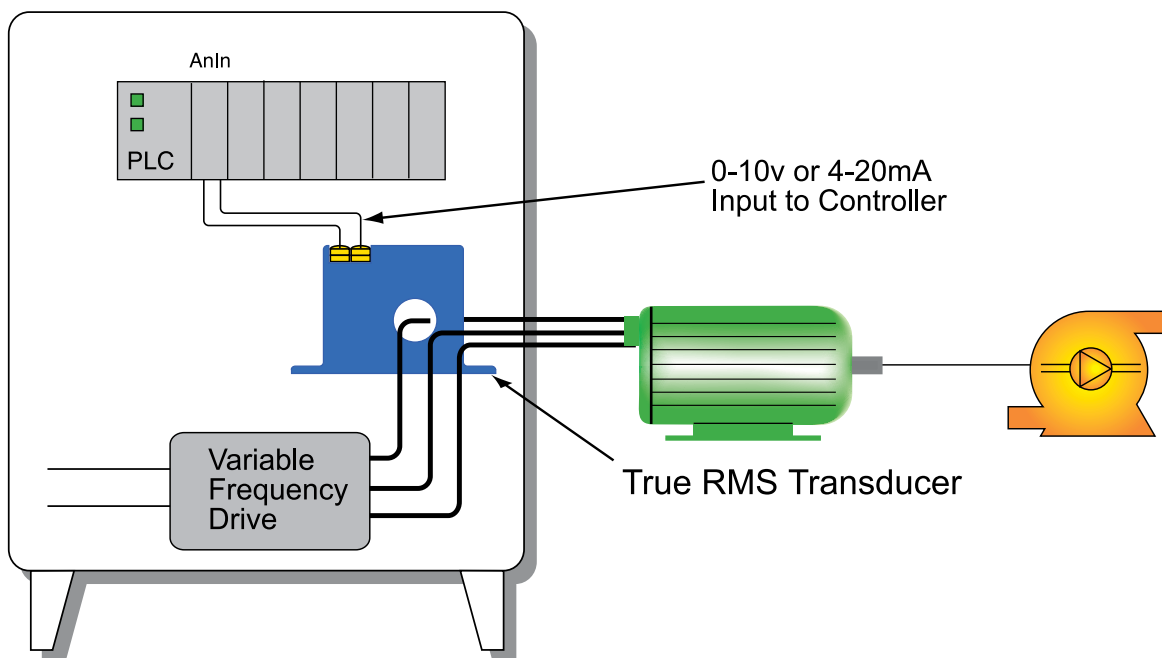 AnIn
PLC
0-10v or 4-20mA
Input to Controller
Variable
Frequency
Drive
True RMS Transducer